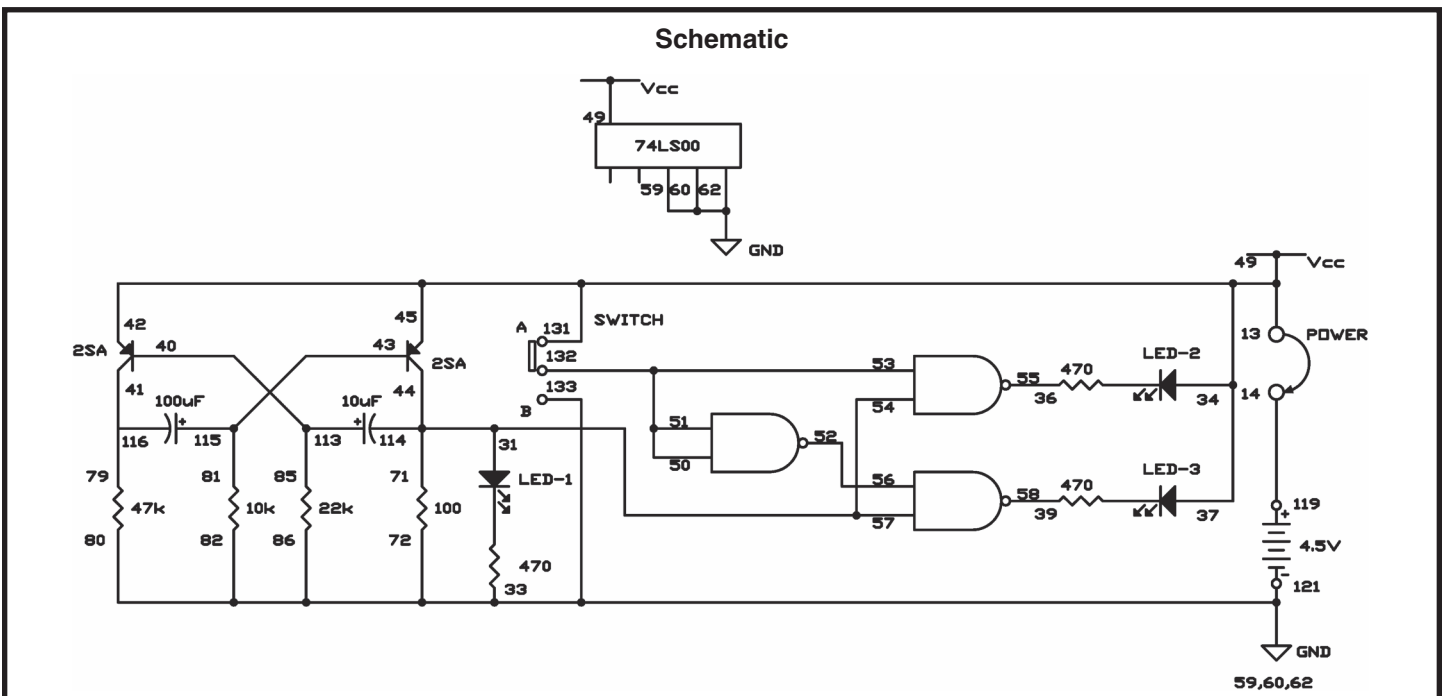 Schematic
Vcc
49
74LS00
59 60 62
GND
49 Vcc
42 45
A 131 SWITCH
13 POWER
2SA 40 43 2SA
132
53 470 LED-2
41 44
133
55
14
100uF 10uF
B
54 36 34
+ +
116 115 113 114
31 51 52
50
LED-3
79 81 85 71 LED-1
56 58 470
119
47k 10k 22k 100
57 39 37
+
80 82 86 72
4.5V
470
33
-
121
GND
59,60,62